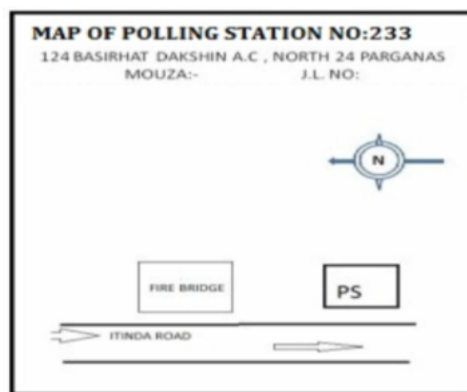 MAP OF POLLING STATION NO:233
124 BASIRHAT DAKSHIN A.C , NORTH 24 PARGANAS
MOUZA:- J.L. NO:
N
FIRE BRIDGE
PS
ITINDA ROAD